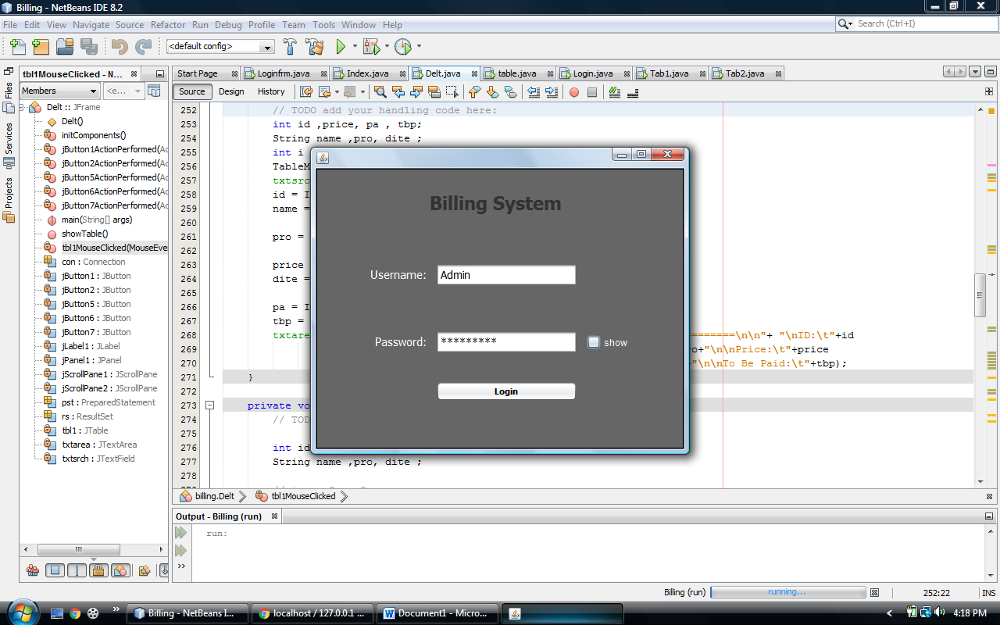 Billing - NetBeans IDE 8.2
File Edit View Navigate Source Refactor Run Debug Profile Team Tools Window Help
Search (Ctrl+I)
<default config>
tbl1MouseClicked - N...
Start Page Loginfrm.java Index.java Delt.java table.java Login.java Tab1.java Tab2.java
Files
Services
Projects
Members <e...
Source Design History
Delt :: JFrame
Delt()
initComponents()
jButton1ActionPerformed(Ac
jButton2ActionPerformed(Ac
jButton5ActionPerformed(Ac
jButton6ActionPerformed(Ac
jButton7ActionPerformed(Ac
main(String[] args)
showTable()
tbl1MouseClicked(MouseEver
con : Connection
jButton1 : JButton
jButton2 : JButton
jButton5 : JButton
jButton6 : JButton
jButton7 : JButton
jLabel1 : JLabel
jPanel1 : JPanel
jScrollPane1 : JScrollPane
jScrollPane2 : JScrollPane
pst : PreparedStatement
rs : ResultSet
tbl1 : JTable
txtarea : JTextArea
txtsrch : JTextField
252 // TODO add your handling code here:
253 int id ,price, pa , tbp;
254 String name ,pro, dite ;
255 int i
256 TableM
257 txtsrc
258 id = I
259 name =
260
261 pro =
262
263 price
264 dite =
265
266 pa = I
267 tbp =
268 txtare ========\n\n"+ "\nID:\t"+id
269 ro+"\n\nPrice:\t"+price
270 +"\n\nTo Be Paid:\t"+tbp);
271 }
272
273 private vo
274 // TOD
275
276 int id
277 String name ,pro, dite ;
278
Billing System
Username: Admin
Password: ********* show
Login
billing.Delt tbl1MouseClicked
Output - Billing (run)
run:
Billing (run) running... 252:22 INS
Billing - NetBeans I... localhost / 127.0.0.1 ... Document1 - Micro... 4:18 PM